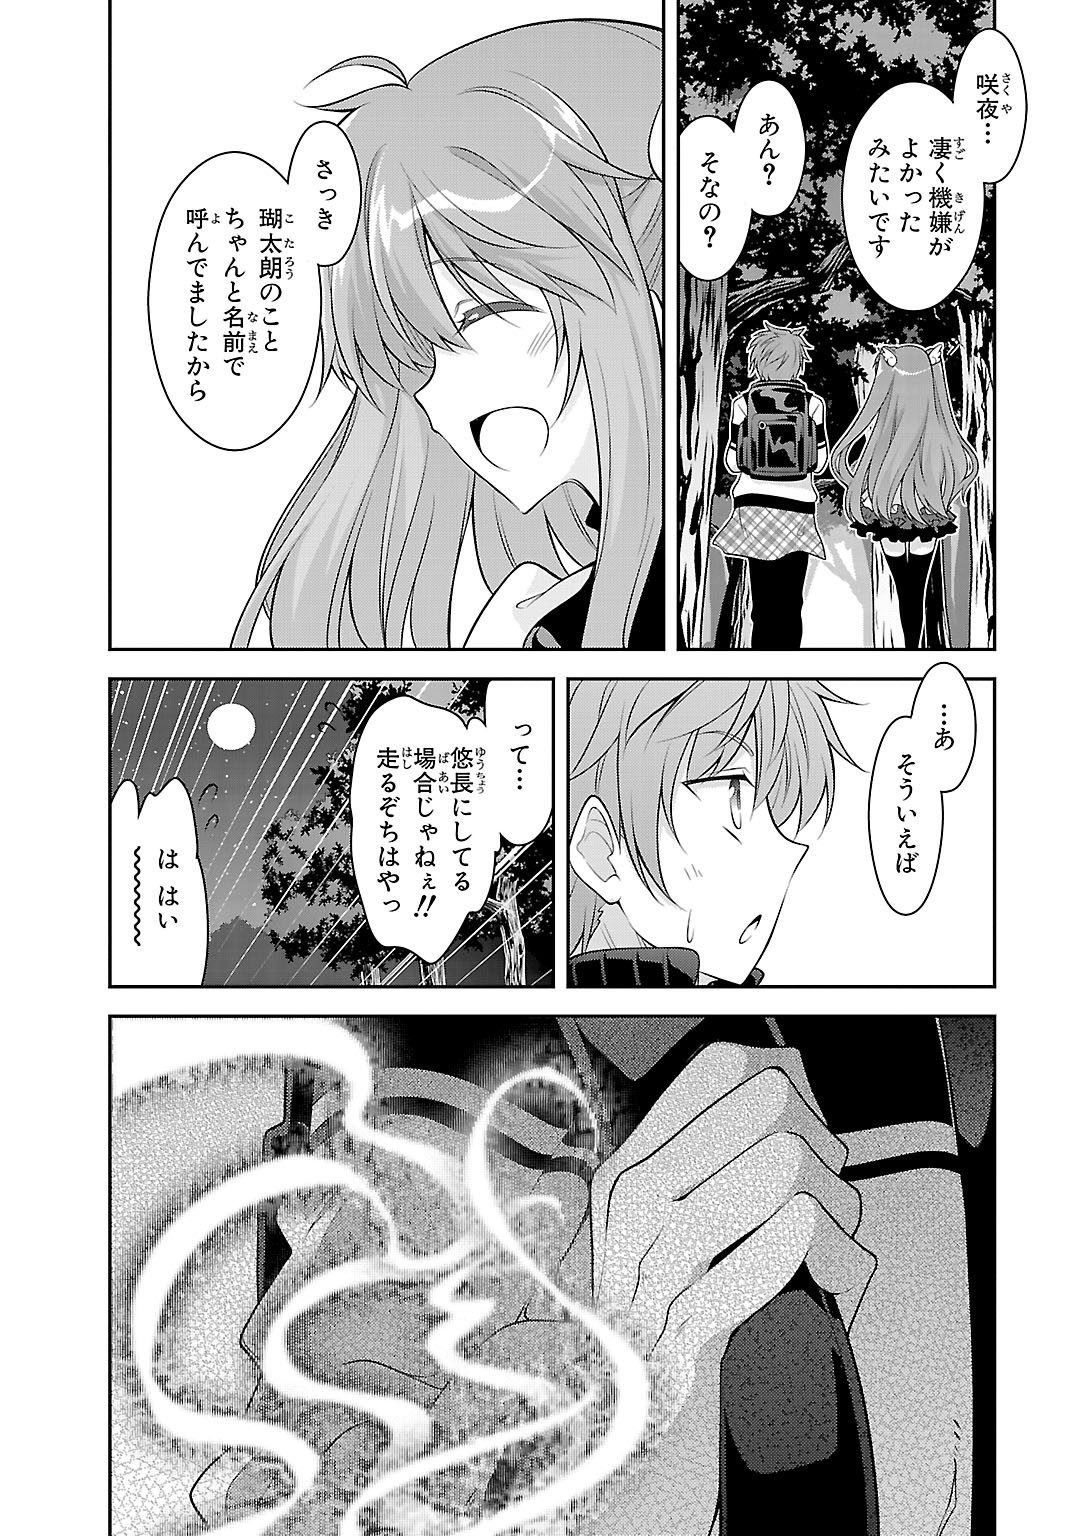 咲夜…
凄く機嫌が
よかった
みたいです
あん?
そなの?
さっき
瑚太朗のこと
ちゃんと名前で
呼んでましたから
…あ
そういえば
って…
悠長にしてる
場合じゃねぇ!!
走るぞちはやっ
は はい